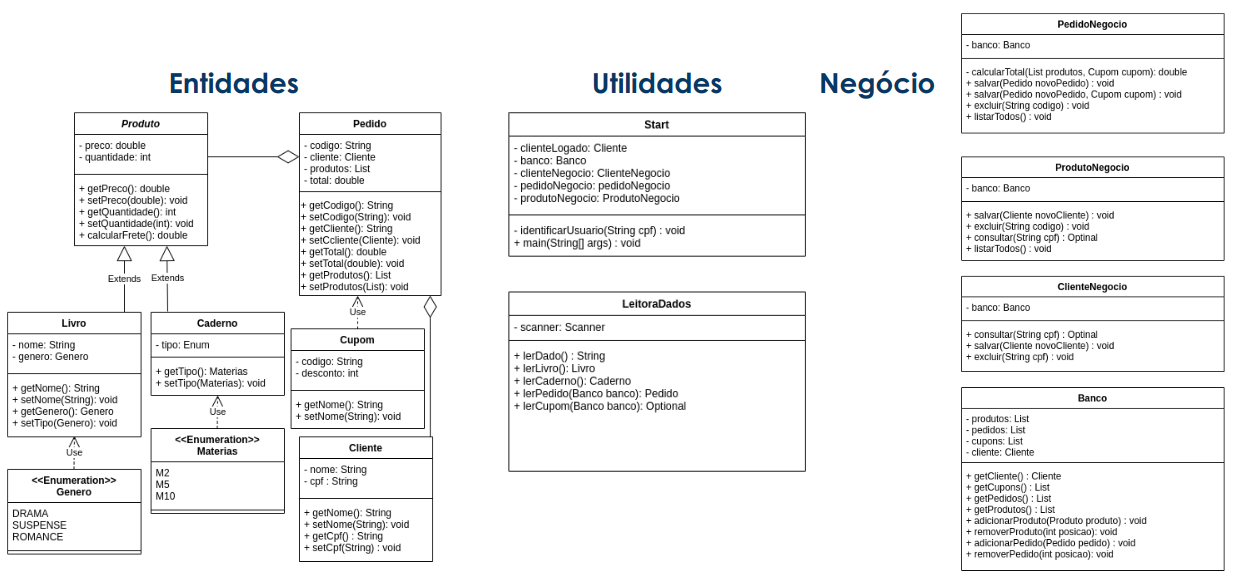 Entidades
Produto
- preco: double
- quantidade: int
+ getPreco(): double
+ setPreco(double): void
+ getQuantidade(): int
+ setQuantidade(int): void
+ calcularFrete(): double
Pedido
- codigo: String
- cliente: Cliente
- produtos: List
- total: double
+ getCodigo(): String
+ setCodigo(String): void
+ getCliente(): String
+ setCcliente(Cliente): void
+ getTotal(): double
+ setTotal(double): void
+ getProdutos(): List
+ setProdutos(List): void
Extends
Extends
Use
Livro
- nome: String
- genero: Genero
+ getNome(): String
+ setNome(String): void
+ getGenero(): Genero
+ setTipo(Genero): void
Use
<<Enumeration>>
Genero
DRAMA
SUSPENSE
ROMANCE
Caderno
- tipo: Enum
+ getTipo(): Materias
+ setTipo(Materias): void
Use
<<Enumeration>>
Materias
M2
M5
M10
Cupom
- codigo: String
- desconto: int
+ getNome(): String
+ setNome(String): void
Cliente
- nome: String
- cpf : String
+ getNome(): String
+ setNome(String): void
+ getCpf() : String
+ setCpf(String) : void
Utilidades
Start
- clienteLogado: Cliente
- banco: Banco
- clienteNegocio: ClienteNegocio
- pedidoNegocio: pedidoNegocio
- produtoNegocio: ProdutoNegocio
- identificarUsuario(String cpf) : void
+ main(String[] args) : void
LeitoraDados
- scanner: Scanner
+ lerDado() : String
+ lerLivro(): Livro
+ lerCaderno(): Caderno
+ lerPedido(Banco banco): Pedido
+ lerCupom(Banco banco): Optional
Negócio
PedidoNegocio
- banco: Banco
- calcularTotal(List produtos, Cupom cupom): double
+ salvar(Pedido novoPedido) : void
+ salvar(Pedido novoPedido, Cupom cupom) : void
+ excluir(String codigo) : void
+ listarTodos() : void
ProdutoNegocio
- banco: Banco
+ salvar(Cliente novoCliente) : void
+ excluir(String codigo) : void
+ consultar(String cpf) : Optinal
+ listarTodos() : void
ClienteNegocio
- banco: Banco
+ consultar(String cpf) : Optinal
+ salvar(Cliente novoCliente) : void
+ excluir(String cpf) : void
Banco
- produtos: List
- pedidos: List
- cupons: List
- cliente: Cliente
+ getCliente() : Cliente
+ getCupons() : List
+ getPedidos() : List
+ getProdutos() : List
+ adicionarProduto(Produto produto) : void
+ removerProduto(int posicao): void
+ adicionarPedido(Pedido pedido) : void
+ removerPedido(int posicao): void